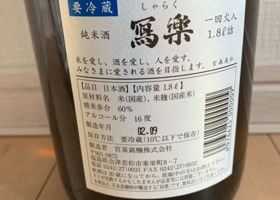 要冷蔵
しゃらく
寫樂
純米酒
一回火入
1.8ℓ詰
米を愛し、酒を愛し、人を愛す。
みなさまに愛される酒を目指します。
【品目 日本酒】【内容量 1.8ℓ】
原材料名 米(国産)、米麹(国産米)
精米歩合 60%
アルコール分 16度
製造年月 02.09
保存方法 要冷蔵(10℃以下で保存)
製造者 宮泉銘醸株式会社
〒965-0872
福島県会津若松市東栄町8-7